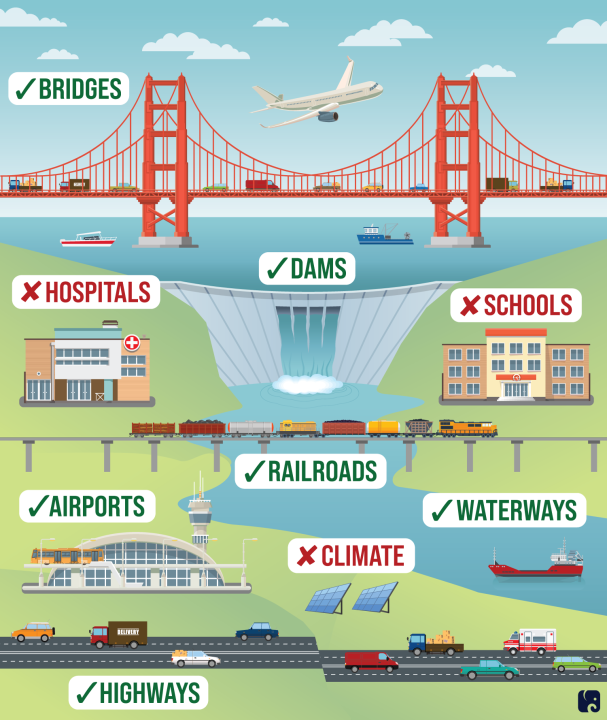 ✓BRIDGES
✓DAMS
✘HOSPITALS
✘SCHOOLS
✓RAILROADS
✓AIRPORTS
✓WATERWAYS
✘CLIMATE
DELIVERY
✓HIGHWAYS